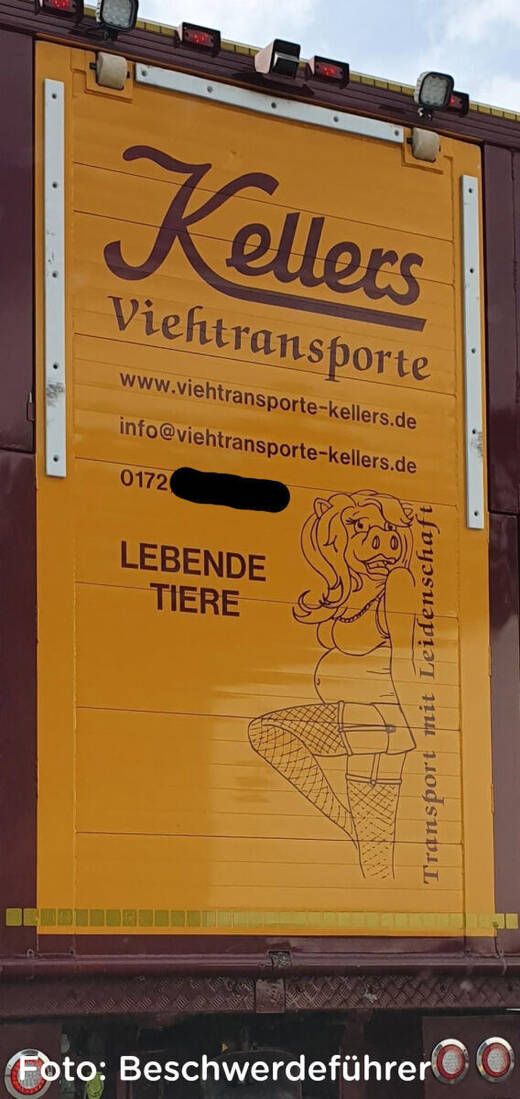 Kellers
Viehtransporte
www.viehtransporte-kellers.de
info@viehtransporte-kellers.de
0172
LEBENDE
TIERE
Transport mit Leidenschaft
Foto: Beschwerdeführer